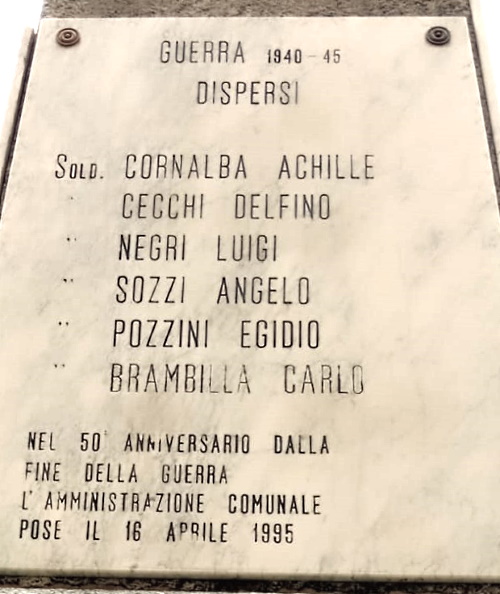 GUERRA 1940-45
DISPERSI
SOLD. CORNALBA ACHILLE
" CECCHI DELFINO
" NEGRI LUIGI
" SOZZI ANGELO
" POZZINI EGIDIO
" BRAMBILLA CARLO
NEL 50° ANNIVERSARIO DALLA
FINE DELLA GUERRA
L'AMMINISTRAZIONE COMUNALE
POSE IL 16 APRILE 1995